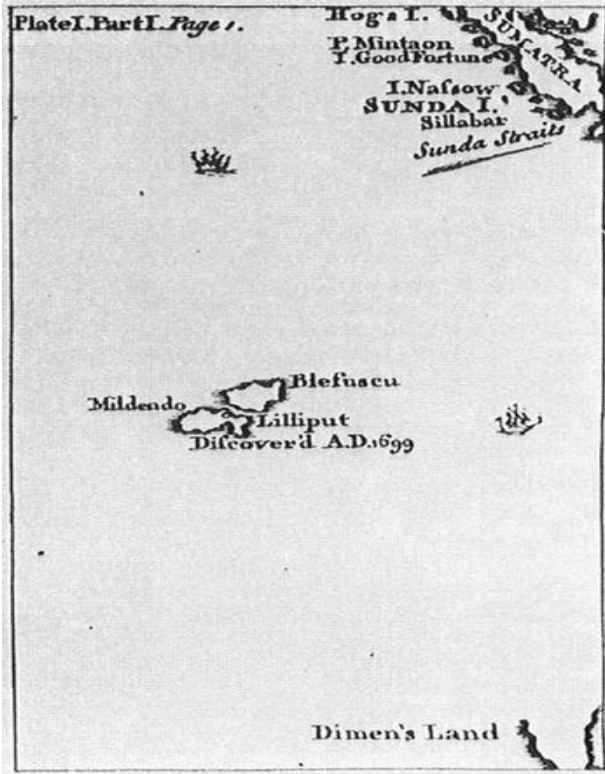 Plate I. Part I. Page 1.
Hogs I.
SUMATRA
P. Mintaon
I. Good Fortune
I. Naſsow
SUNDA I.
Sillabar
Sunda Straits
Blefuscu
Mildendo
Lilliput
Diſcover'd A.D. 1699
Dimen's Land